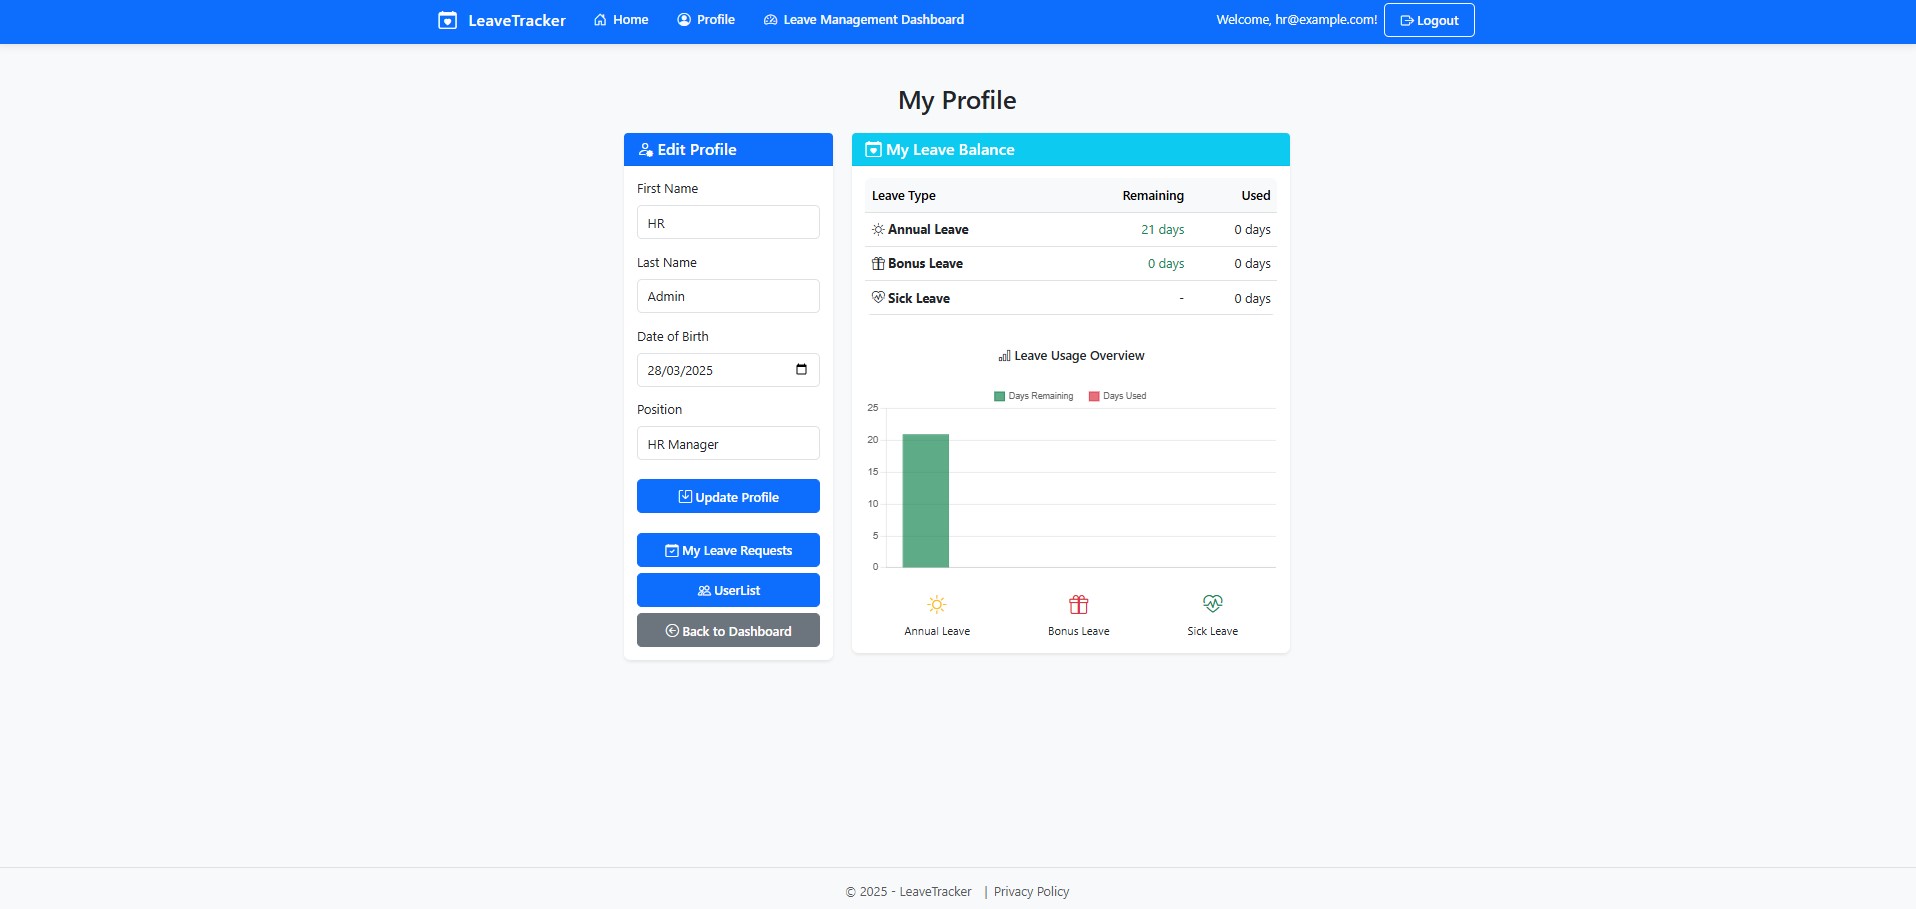 LeaveTracker Home Profile Leave Management Dashboard Welcome, hr@example.com! Logout
My Profile
Edit Profile
First Name
HR
Last Name
Admin
Date of Birth
28/03/2025
Position
HR Manager
Update Profile
My Leave Requests
UserList
Back to Dashboard
My Leave Balance
Leave Type Remaining Used
Annual Leave 21 days 0 days
Bonus Leave 0 days 0 days
Sick Leave - 0 days
Leave Usage Overview
Days Remaining Days Used
25
20
15
10
5
0
Annual Leave Bonus Leave Sick Leave
© 2025 - LeaveTracker | Privacy Policy